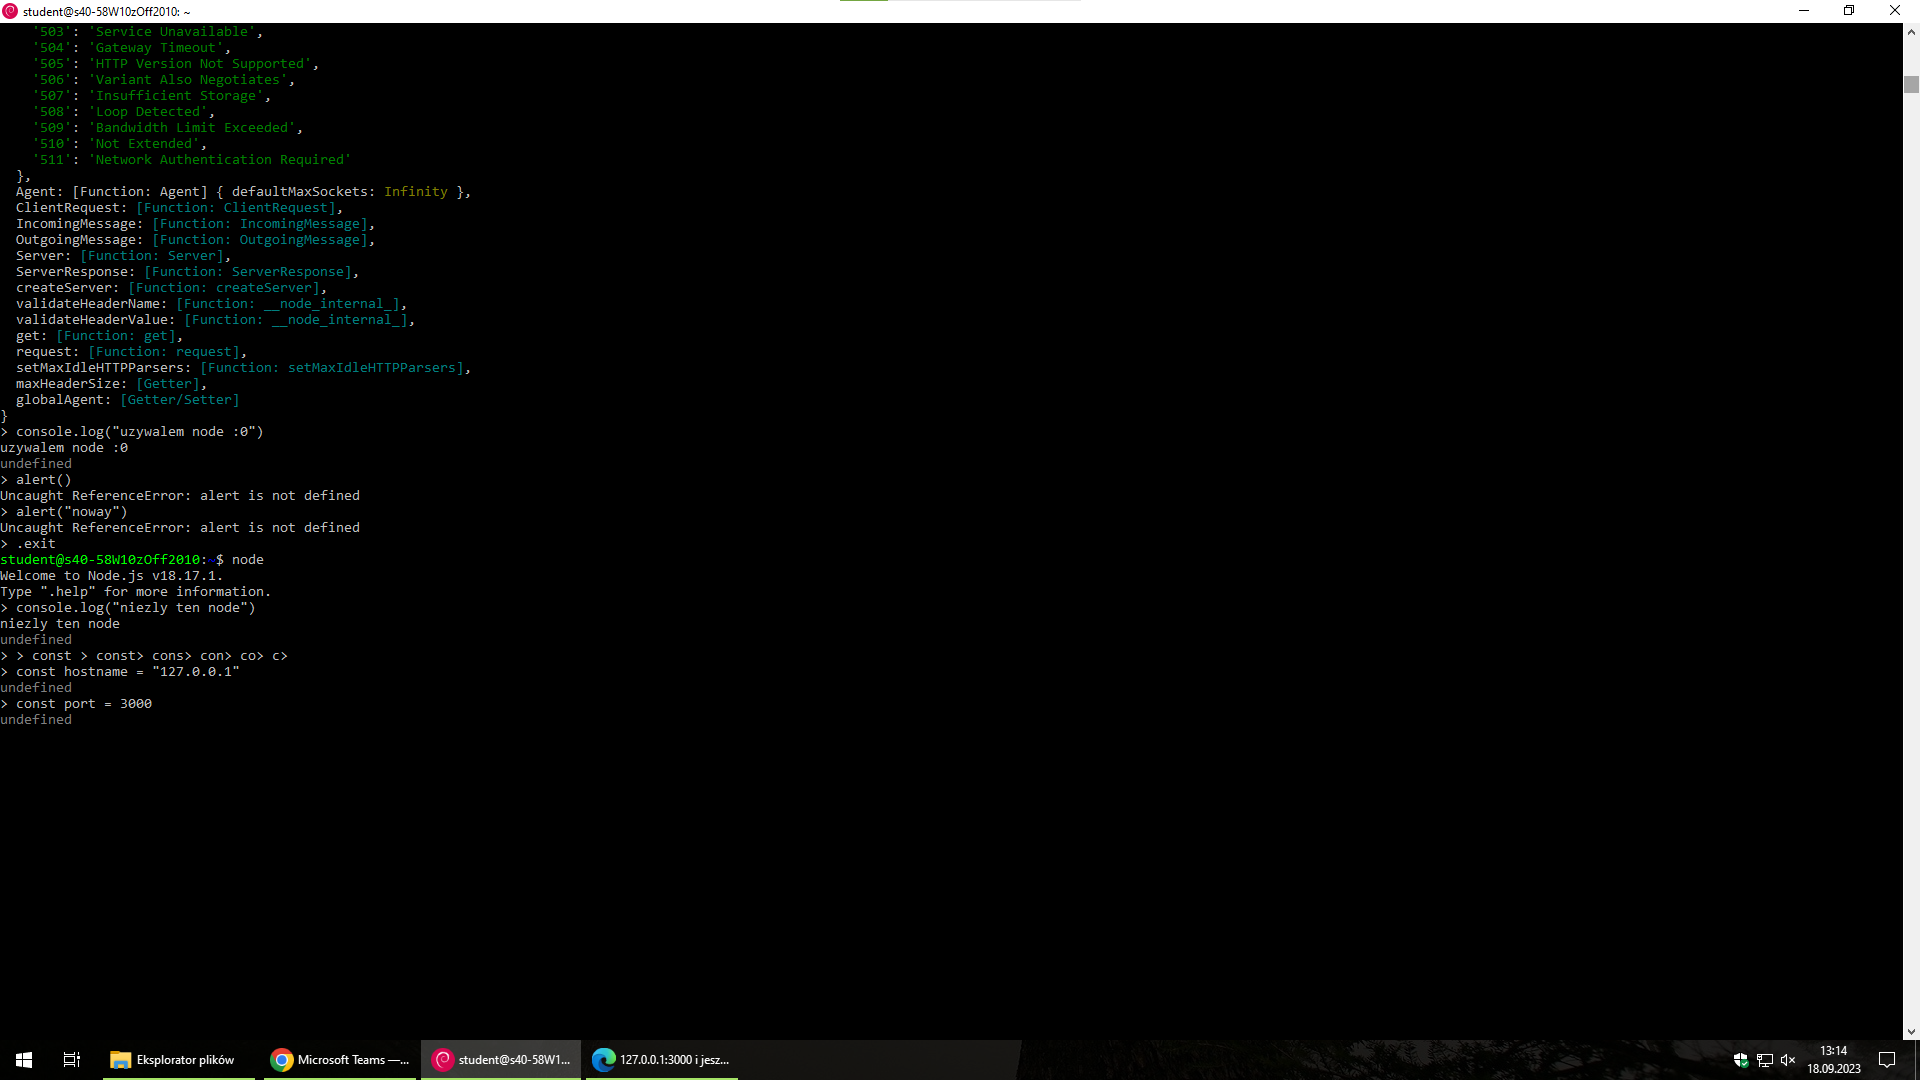 student@s40-58W10zOff2010: ~
'503': 'Service Unavailable',
'504': 'Gateway Timeout',
'505': 'HTTP Version Not Supported',
'506': 'Variant Also Negotiates',
'507': 'Insufficient Storage',
'508': 'Loop Detected',
'509': 'Bandwidth Limit Exceeded',
'510': 'Not Extended',
'511': 'Network Authentication Required'
},
Agent: [Function: Agent] { defaultMaxSockets: Infinity },
ClientRequest: [Function: ClientRequest],
IncomingMessage: [Function: IncomingMessage],
OutgoingMessage: [Function: OutgoingMessage],
Server: [Function: Server],
ServerResponse: [Function: ServerResponse],
createServer: [Function: createServer],
validateHeaderName: [Function: __node_internal_],
validateHeaderValue: [Function: __node_internal_],
get: [Function: get],
request: [Function: request],
setMaxIdleHTTPParsers: [Function: setMaxIdleHTTPParsers],
maxHeaderSize: [Getter],
globalAgent: [Getter/Setter]
}
> console.log("uzywalem node :0")
uzywalem node :0
undefined
> alert()
Uncaught ReferenceError: alert is not defined
> alert("noway")
Uncaught ReferenceError: alert is not defined
> .exit
student@s40-58W10zOff2010:~$ node
Welcome to Node.js v18.17.1.
Type ".help" for more information.
> console.log("niezly ten node")
niezly ten node
undefined
> > const > const> cons> con> co> c>
> const hostname = "127.0.0.1"
undefined
> const port = 3000
undefined
Eksplorator plików
Microsoft Teams —...
student@s40-58W1...
127.0.0.1:3000 i jesz...
13:14
18.09.2023